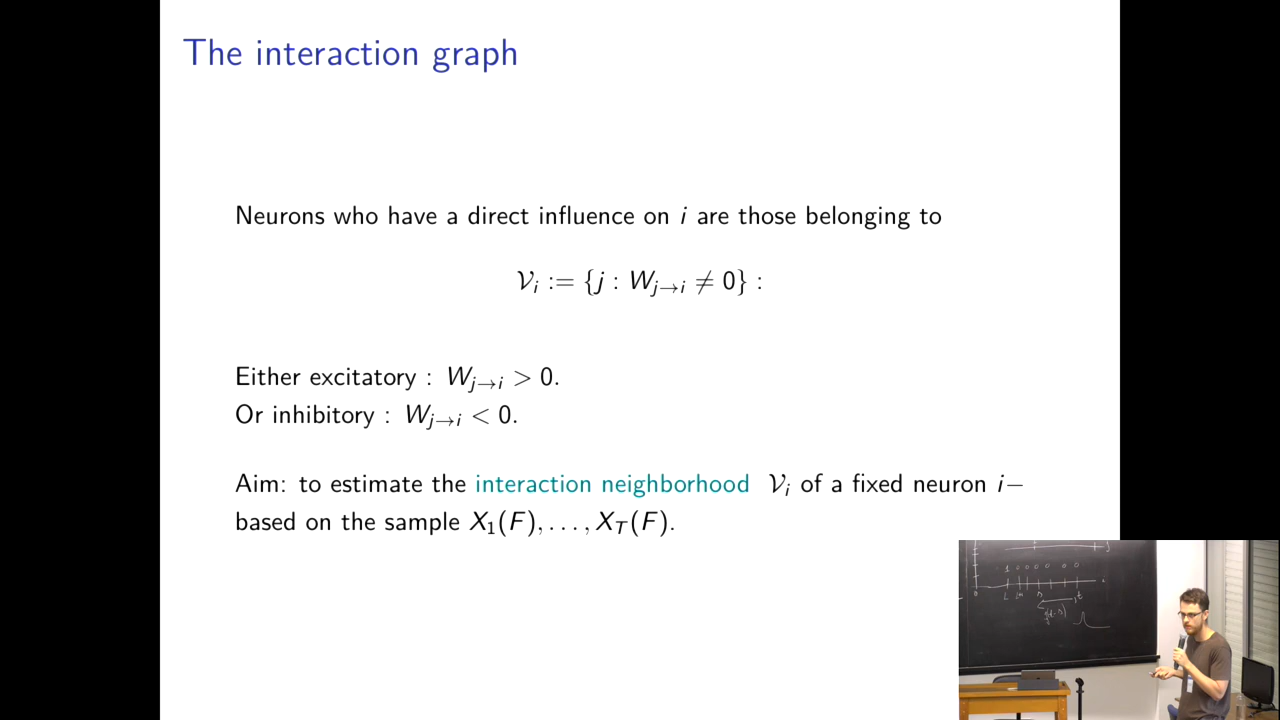 The interaction graph
Neurons who have a direct influence on i are those belonging to
𝒱ᵢ := {j : W_{j→i} ≠ 0} :
Either excitatory : W_{j→i} > 0.
Or inhibitory : W_{j→i} < 0.
Aim: to estimate the interaction neighborhood 𝒱ᵢ of a fixed neuron i−
based on the sample X₁(F), . . . , X_T(F).